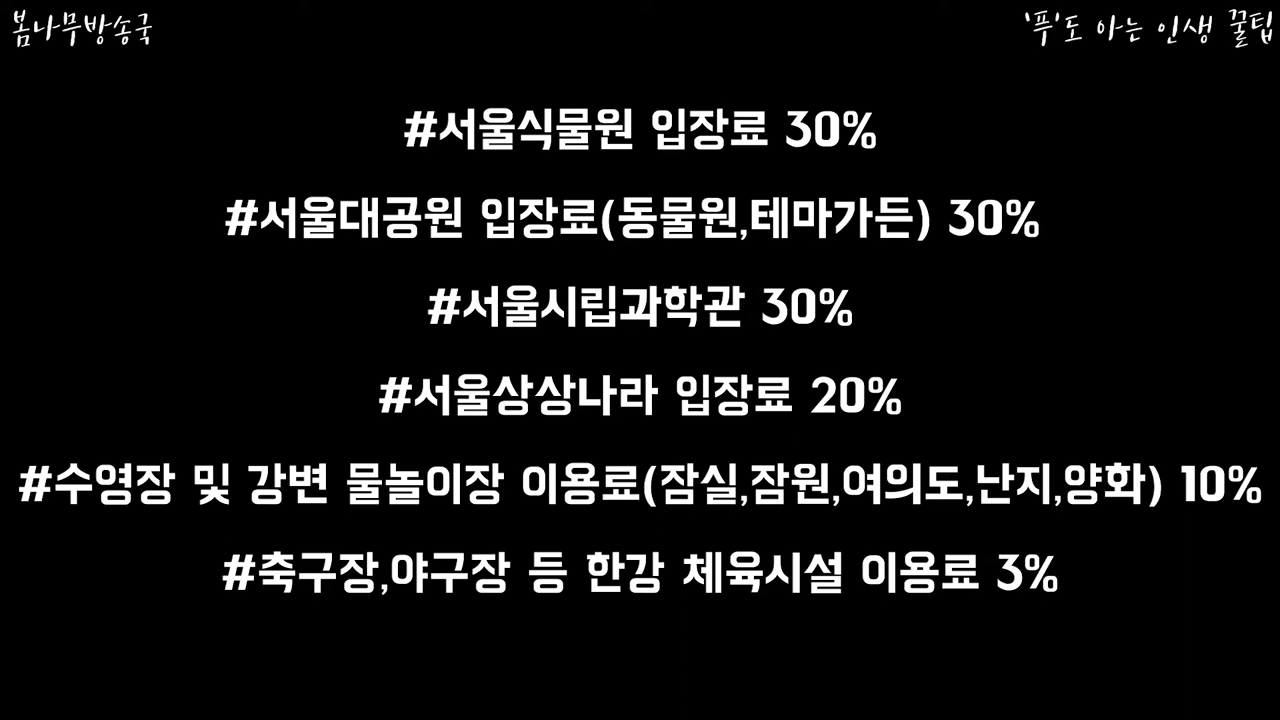 봄나무방송국
'푸'도 아는 인생 꿀팁
#서울식물원 입장료 30%
#서울대공원 입장료(동물원,테마가든) 30%
#서울시립과학관 30%
#서울상상나라 입장료 20%
#수영장 및 강변 물놀이장 이용료(잠실,잠원,여의도,난지,양화) 10%
#축구장,야구장 등 한강 체육시설 이용료 3%